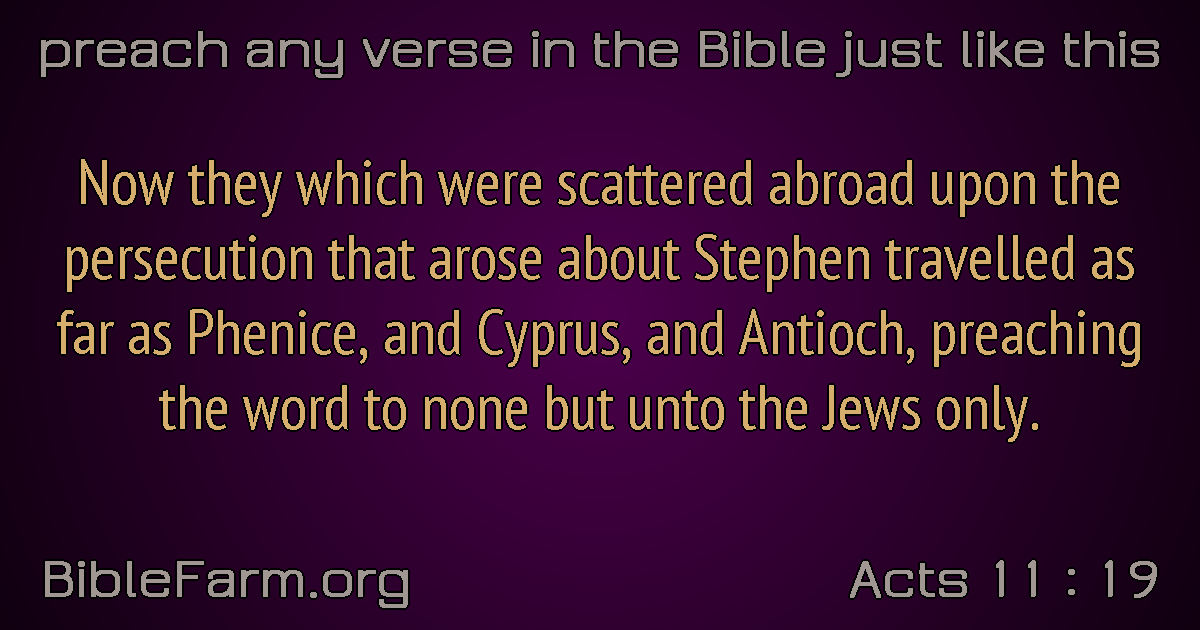 preach any verse in the Bible just like this
Now they which were scattered abroad upon the
persecution that arose about Stephen travelled as
far as Phenice, and Cyprus, and Antioch, preaching
the word to none but unto the Jews only.
BibleFarm.org
Acts 11 : 19